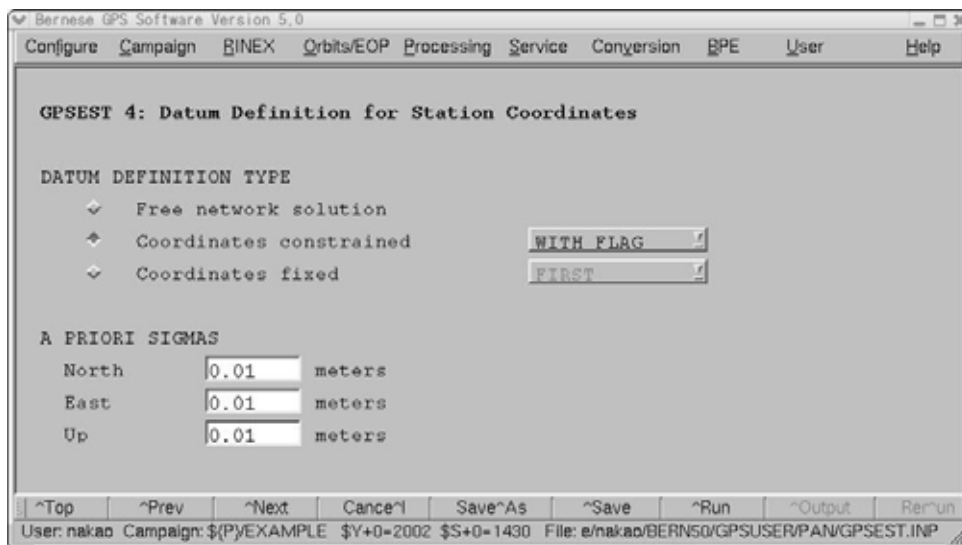 Bernese GPS Software Version 5.0
Configure Campaign RINEX Orbits/EOP Processing Service Conversion BPE User Help
GPSEST 4: Datum Definition for Station Coordinates
DATUM DEFINITION TYPE
Free network solution
Coordinates constrained WITH FLAG
Coordinates fixed FIRST
A PRIORI SIGMAS
North 0.01 meters
East 0.01 meters
Up 0.01 meters
^Top ^Prev ^Next Cance^l Save^As ^Save ^Run ^Output Rer^un
User: nakao Campaign: ${P}/EXAMPLE $Y+0=2002 $S+0=1430 File: e/nakao/BERN50/GPSUSER/PAN/GPSEST.INP